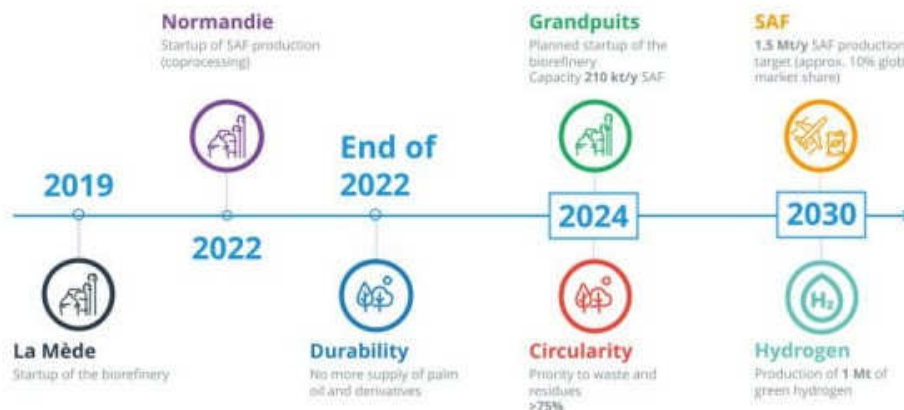 Normandie
Startup of SAF production
(coprocessing)
Grandpuits
Planned startup of the
biorefinery
Capacity 210 kt/y SAF
SAF
1.5 Mt/y SAF production
target (approx. 10% glob
market share)
2019
2022
End of
2022
2024
2030
H₂
La Mède
Startup of the biorefinery
Durability
No more supply of palm
oil and derivatives
Circularity
Priority to waste and
residues
>75%
Hydrogen
Production of 1 Mt of
green hydrogen